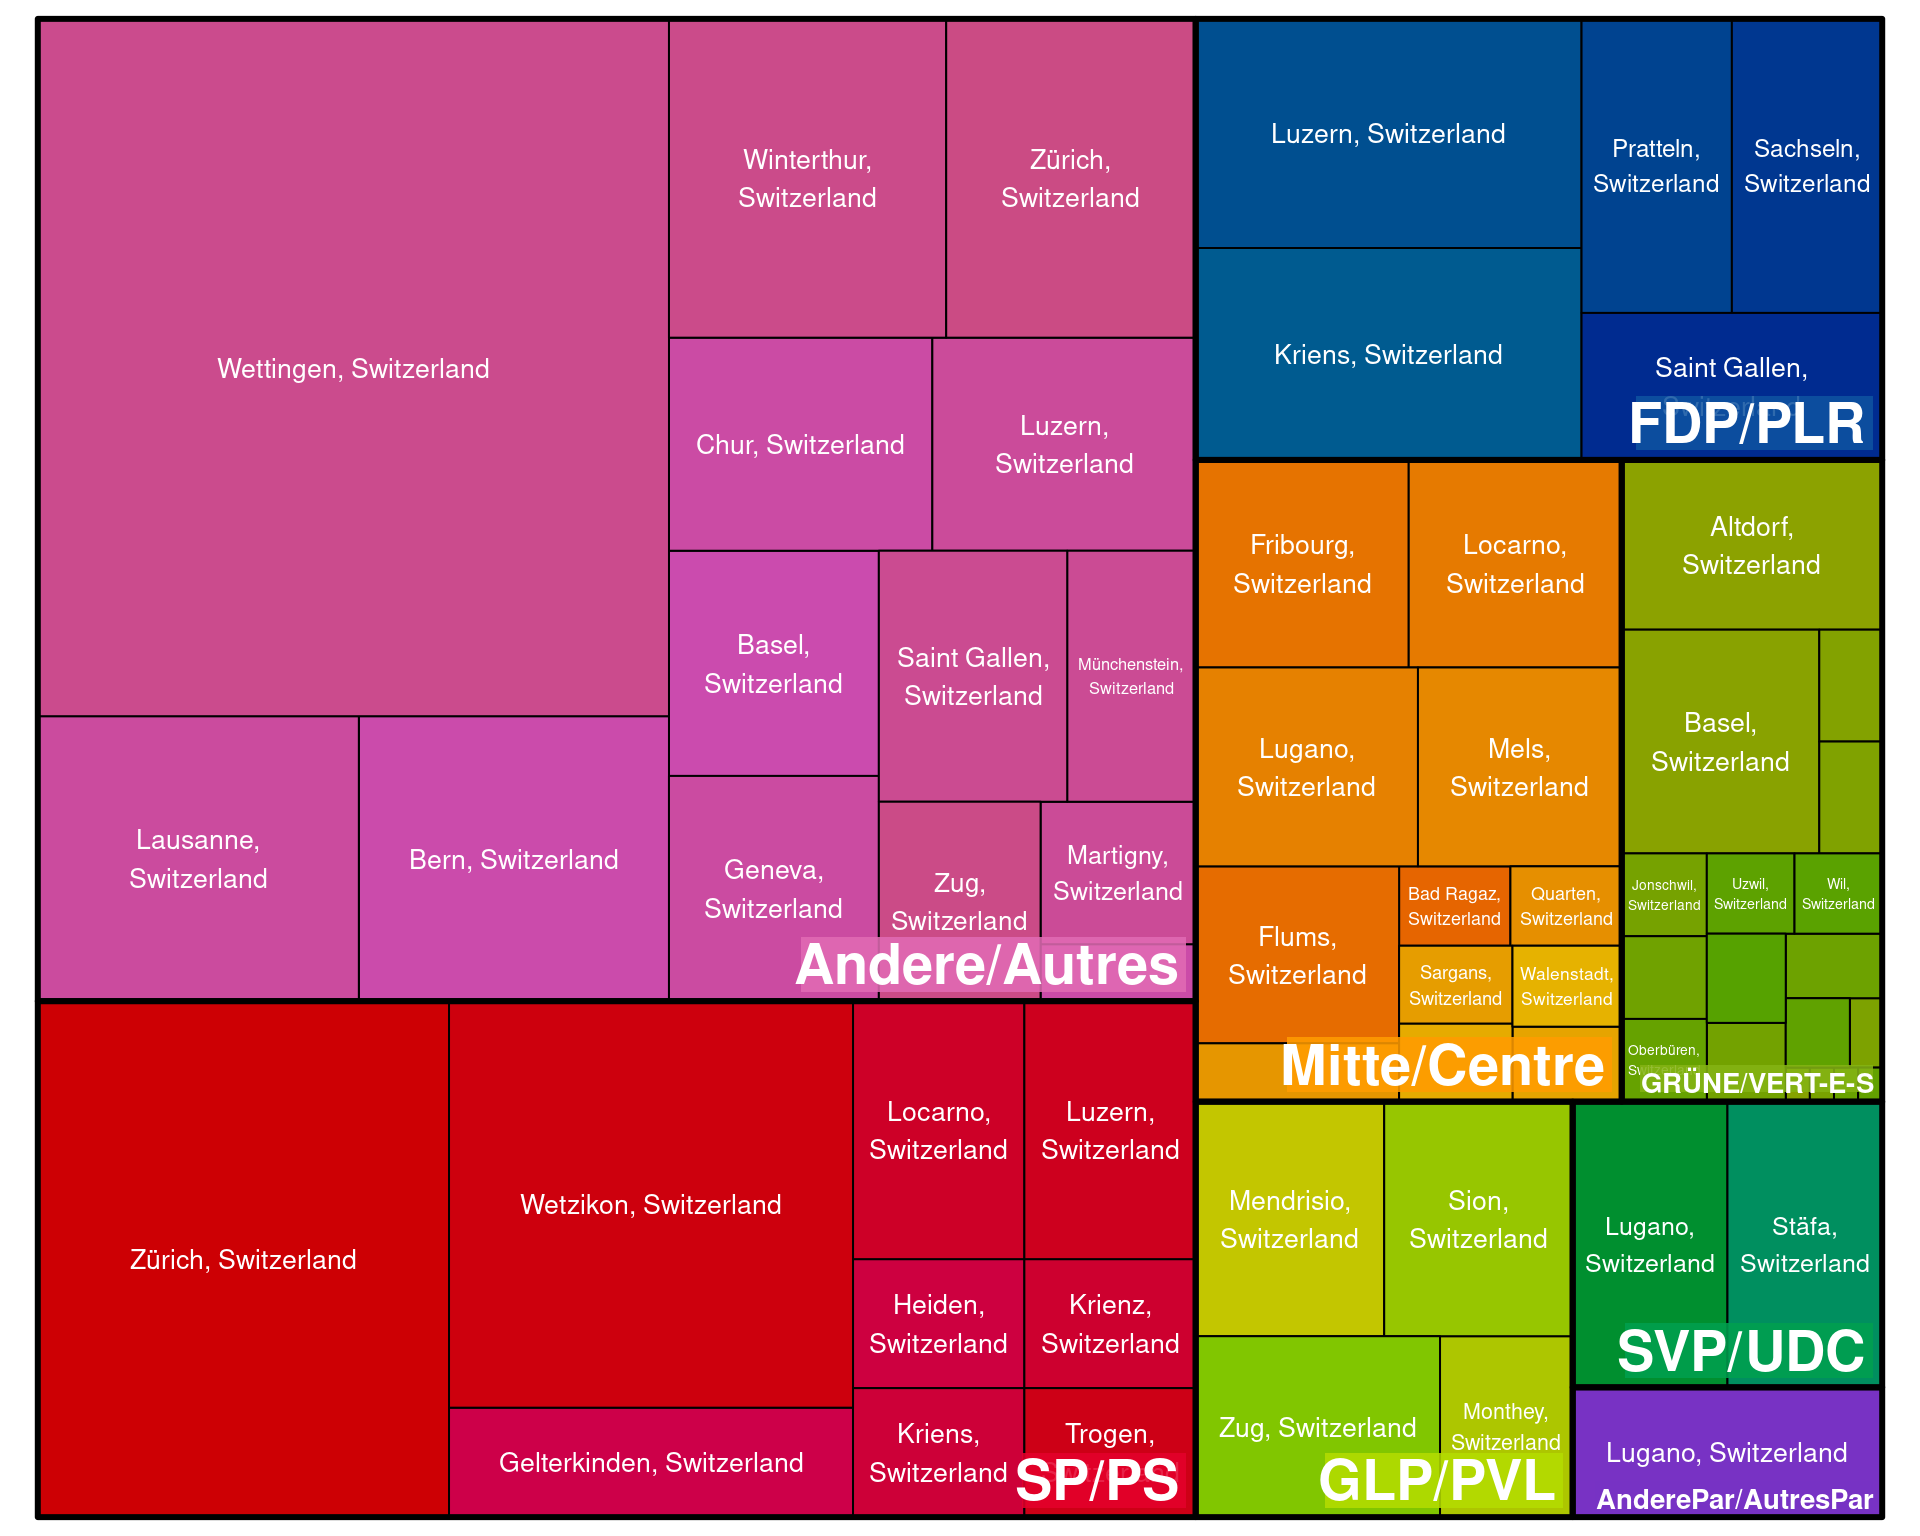 Wettingen, Switzerland
Winterthur,
Switzerland
Zürich,
Switzerland
Chur, Switzerland
Luzern,
Switzerland
Basel,
Switzerland
Saint Gallen,
Switzerland
Münchenstein,
Switzerland
Lausanne,
Switzerland
Bern, Switzerland
Geneva,
Switzerland
Zug,
Switzerland
Martigny,
Switzerland
Andere/Autres
Zürich, Switzerland
Wetzikon, Switzerland
Gelterkinden, Switzerland
Locarno,
Switzerland
Luzern,
Switzerland
Heiden,
Switzerland
Krienz,
Switzerland
Kriens,
Switzerland
Trogen,
Switzerland
SP/PS
Luzern, Switzerland
Kriens, Switzerland
Pratteln,
Switzerland
Sachseln,
Switzerland
Saint Gallen,
Switzerland
FDP/PLR
Fribourg,
Switzerland
Locarno,
Switzerland
Lugano,
Switzerland
Mels,
Switzerland
Flums,
Switzerland
Bad Ragaz,
Switzerland
Quarten,
Switzerland
Sargans,
Switzerland
Walenstadt,
Switzerland
Mitte/Centre
Altdorf,
Switzerland
Basel,
Switzerland
Jonschwil,
Switzerland
Uzwil,
Switzerland
Wil,
Switzerland
Oberbüren,
Switzerland
GRÜNE/VERT-E-S
Mendrisio,
Switzerland
Sion,
Switzerland
Zug, Switzerland
Monthey,
Switzerland
GLP/PVL
Lugano,
Switzerland
Stäfa,
Switzerland
SVP/UDC
Lugano, Switzerland
AnderePar/AutresPar